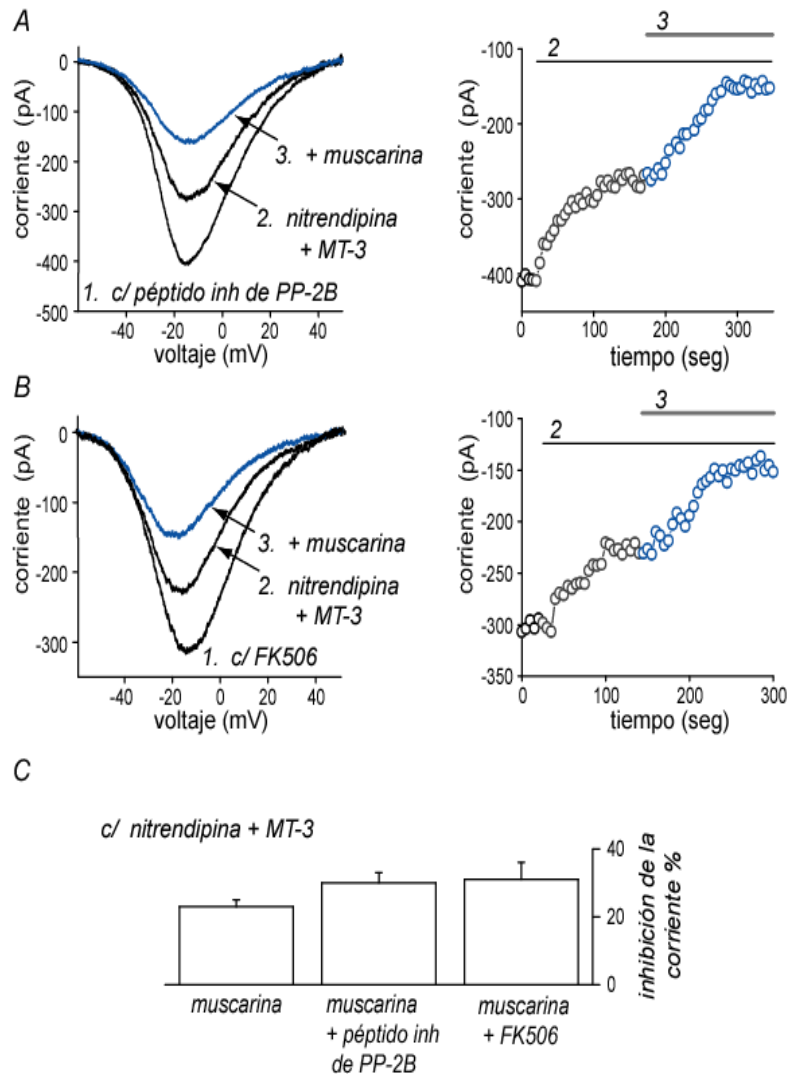 A
0
-100
-200
-300
-400
-500
corriente (pA)
3. + muscarina
2. nitrendipina
+ MT-3
1. c/ péptido inh de PP-2B
-40
-20
0
20
40
voltaje (mV)
2
3
-100
-200
-300
-400
corriente (pA)
0
100
200
300
tiempo (seg)
B
0
-100
-200
-300
corriente (pA)
3. + muscarina
2. nitrendipina
+ MT-3
1. c/ FK506
-40
-20
0
20
40
voltaje (mV)
2
3
-100
-150
-200
-250
-300
-350
corriente (pA)
0
100
200
300
tiempo (seg)
C
c/ nitrendipina + MT-3
40
20
0
inhibición de la
corriente %
muscarina
muscarina
+ péptido inh
de PP-2B
muscarina
+ FK506